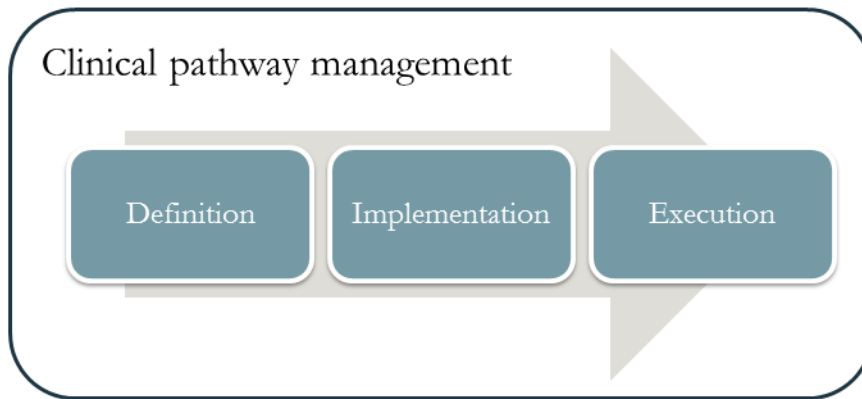 Clinical pathway management
Definition
Implementation
Execution